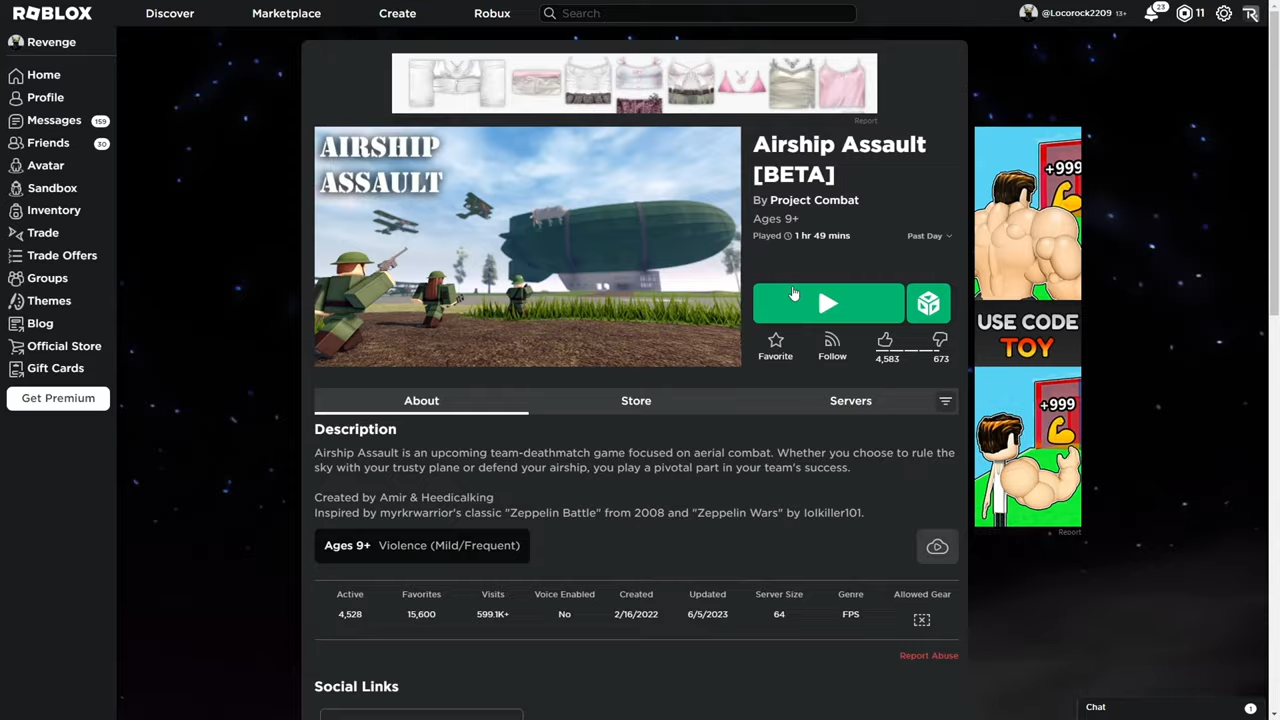 ROBLOX
Discover
Marketplace
Create
Robux
Search
@Locorock2209 13+
23
11
Revenge
Home
Profile
Messages 159
Friends 30
Avatar
Sandbox
Inventory
Trade
Trade Offers
Groups
Themes
Blog
Official Store
Gift Cards
Get Premium
Report
AIRSHIP
ASSAULT
Airship Assault
[BETA]
By Project Combat
Ages 9+
Played 1 hr 49 mins
Past Day
Favorite
Follow
4,583
673
+999
USE CODE
TOY
+999
Report
About
Store
Servers
Description
Airship Assault is an upcoming team-deathmatch game focused on aerial combat. Whether you choose to rule the
sky with your trusty plane or defend your airship, you play a pivotal part in your team's success.
Created by Amir & Heedicalking
Inspired by myrkrwarrior's classic "Zeppelin Battle" from 2008 and "Zeppelin Wars" by lolkiller101.
Ages 9+ Violence (Mild/Frequent)
Active Favorites Visits Voice Enabled Created Updated Server Size Genre Allowed Gear
4,528 15,600 599.1K+ No 2/16/2022 6/5/2023 64 FPS
Report Abuse
Social Links
Chat 1